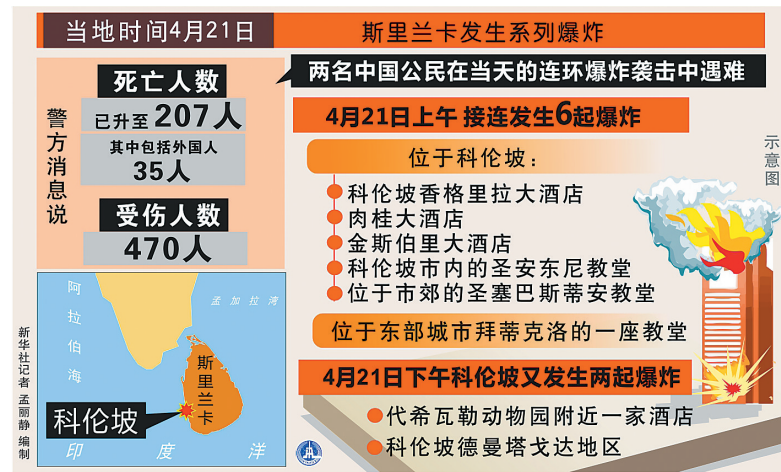 当地时间4月21日
斯里兰卡发生系列爆炸
两名中国公民在当天的连环爆炸袭击中遇难
警方消息说
死亡人数
已升至207人
其中包括外国人
35人
受伤人数
470人
4月21日上午 接连发生6起爆炸
位于科伦坡：
科伦坡香格里拉大酒店
肉桂大酒店
金斯伯里大酒店
科伦坡市内的圣安东尼教堂
位于市郊的圣塞巴斯蒂安教堂
位于东部城市拜蒂克洛的一座教堂
4月21日下午科伦坡又发生两起爆炸
代希瓦勒动物园附近一家酒店
科伦坡德曼塔戈达地区
示意图
阿拉伯海
孟加拉湾
斯里兰卡
科伦坡
印度洋
新华社记者 孟丽静 编制